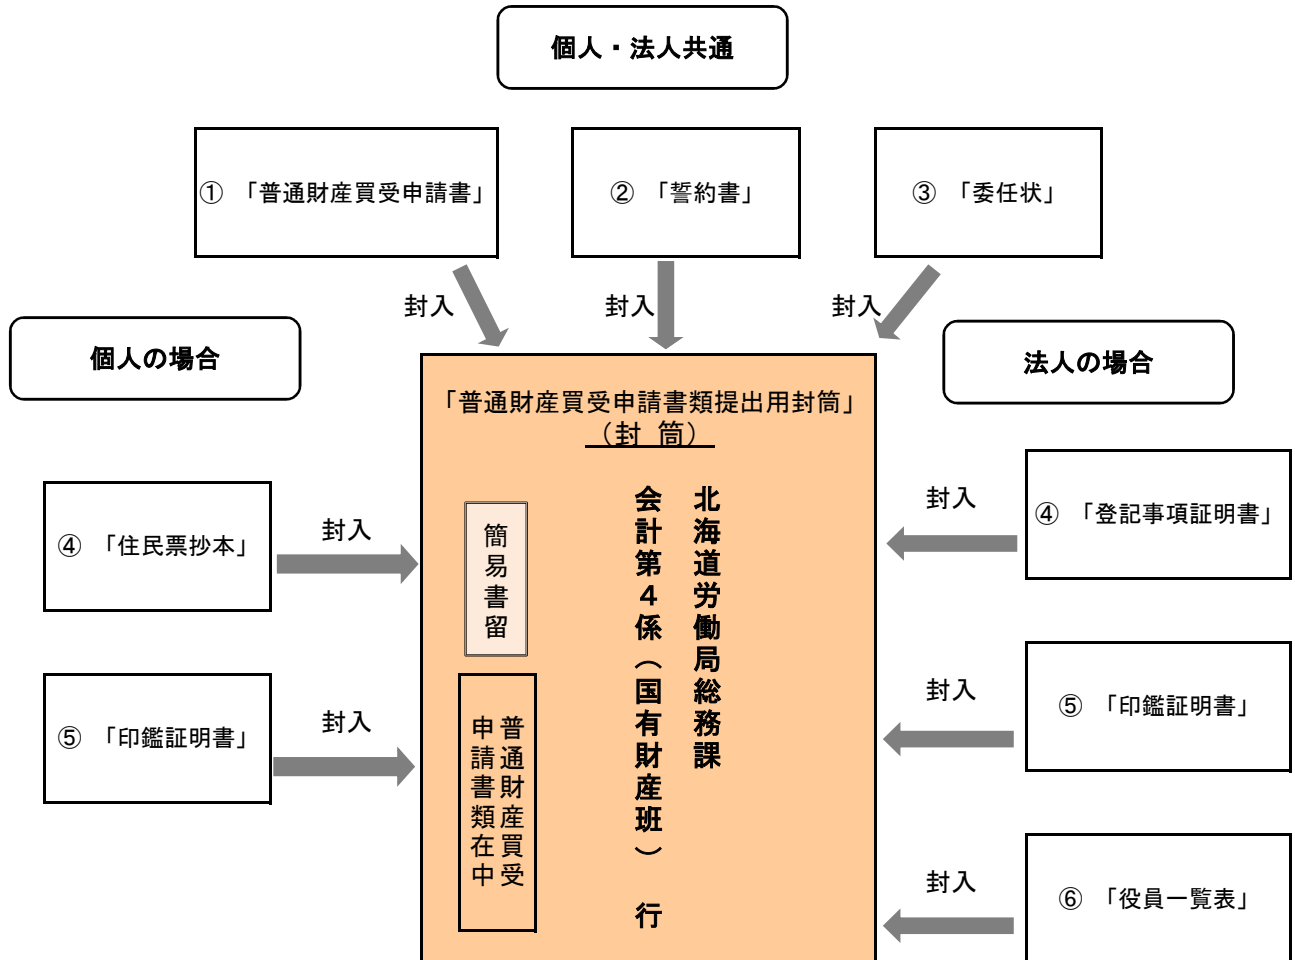 個人・法人共通
① 「普通財産買受申請書」
② 「誓約書」
③ 「委任状」
封入
封入
封入
個人の場合
法人の場合
「普通財産買受申請書類提出用封筒」
（封 筒）
④ 「住民票抄本」
封入
⑤ 「印鑑証明書」
封入
北海道労働局総務課
会計第４係（国有財産班） 行
簡易書留
普通財産買受
申請書類在中
封入
④ 「登記事項証明書」
封入
⑤ 「印鑑証明書」
封入
⑥ 「役員一覧表」